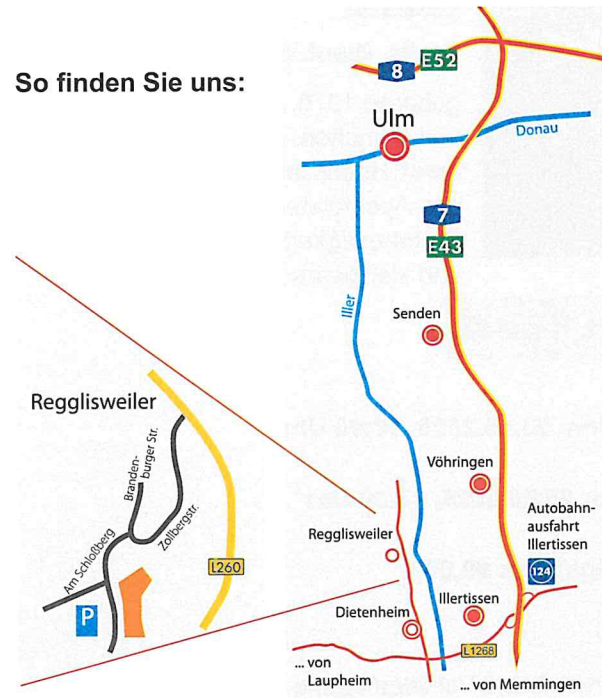 So finden Sie uns:
8
E52
Ulm
Donau
7
E43
Iller
Senden
Vöhringen
Regglisweiler
Autobahn-
ausfahrt
Illertissen
124
Dietenheim
Illertissen
L1268
... von
Laupheim
... von Memmingen
Regglisweiler
Branden-
burger Str.
Zollbergstr.
Am Schloßberg
L260
P